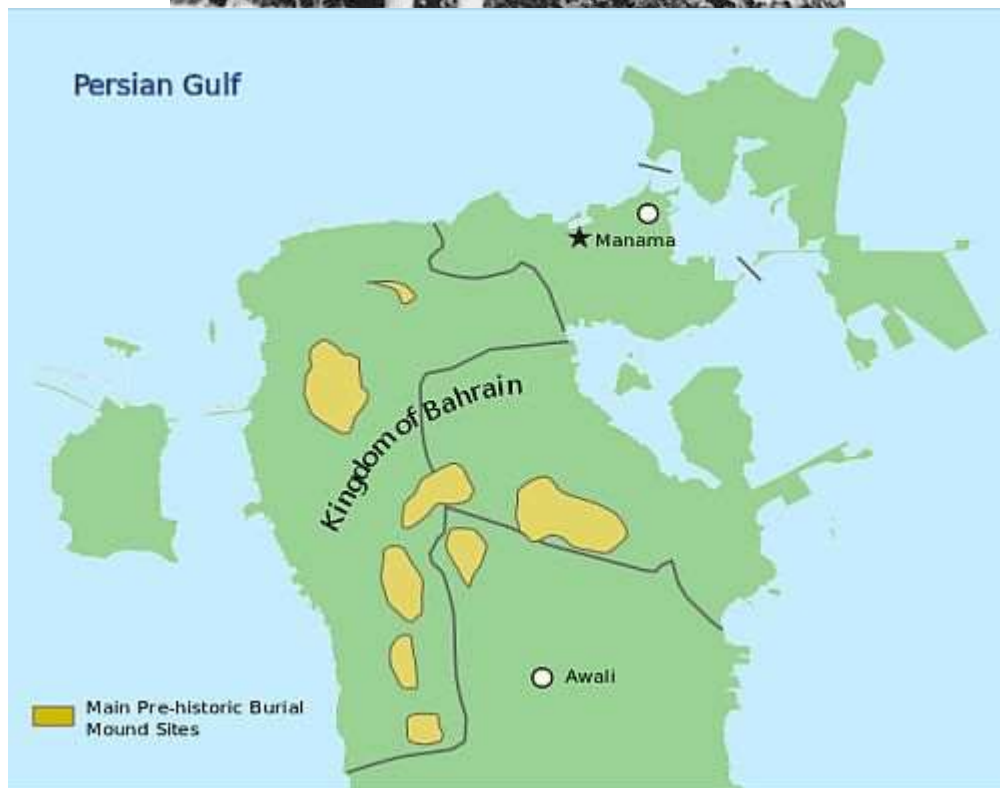 Persian Gulf
Manama
Kingdom of Bahrain
Awali
Main Pre-historic Burial
Mound Sites